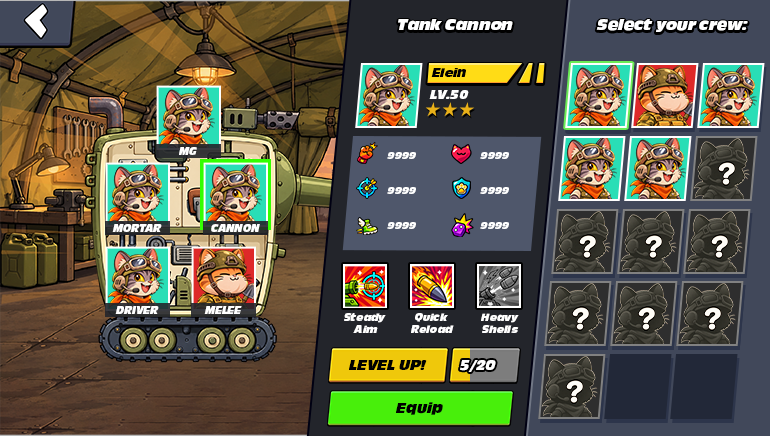 Tank Cannon
Select your crew:
Elein
LV.50
MG
MORTAR
CANNON
DRIVER
MELEE
9999
9999
9999
9999
9999
9999
Steady
Aim
Quick
Reload
Heavy
Shells
LEVEL UP!
5/20
Equip
?
?
?
?
?
?
?
?